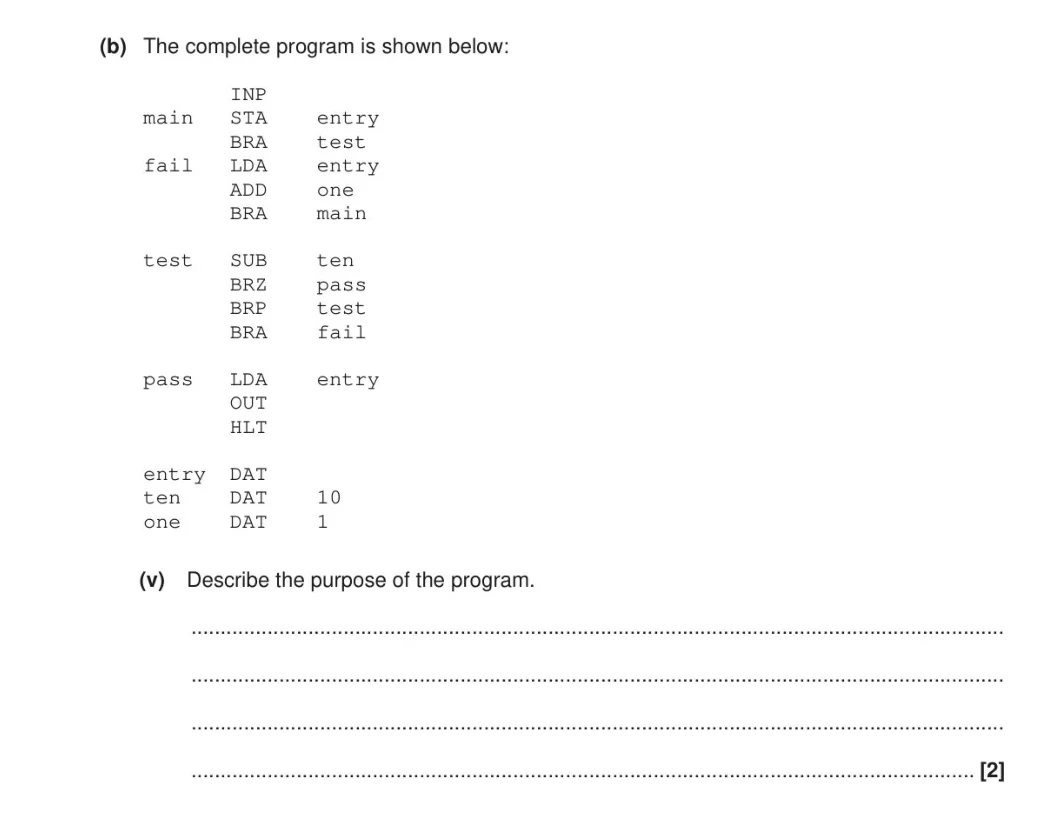 (b) The complete program is shown below:
INP
main STA entry
BRA test
fail LDA entry
ADD one
BRA main
test SUB ten
BRZ pass
BRP test
BRA fail
pass LDA entry
OUT
HLT
entry DAT
ten DAT 10
one DAT 1
(v) Describe the purpose of the program.
................................................................................
................................................................................
................................................................................
................................................................................ [2]